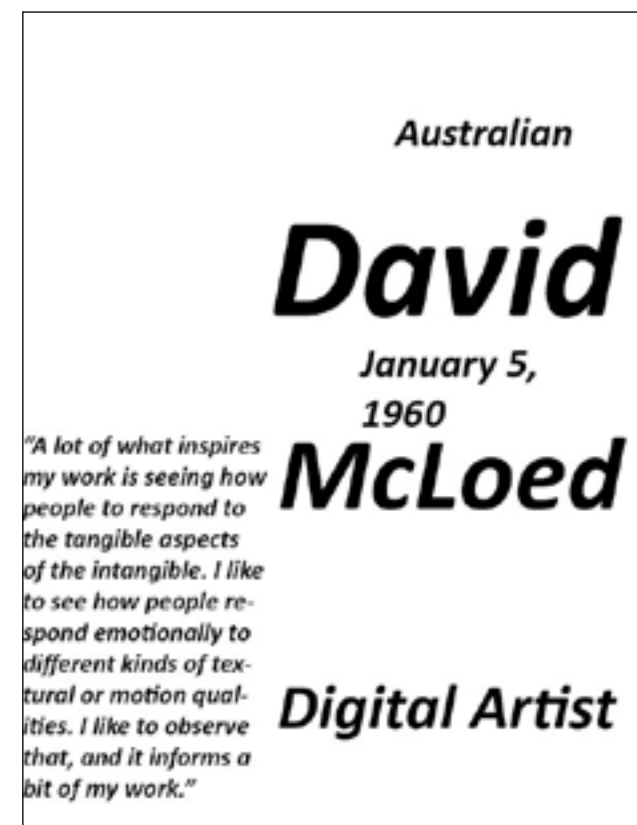 Australian
David
January 5,
1960
McLoed
"A lot of what inspires
my work is seeing how
people to respond to
the tangible aspects
of the intangible. I like
to see how people re-
spond emotionally to
different kinds of tex-
tural or motion qual-
ities. I like to observe
that, and it informs a
bit of my work."
Digital Artist